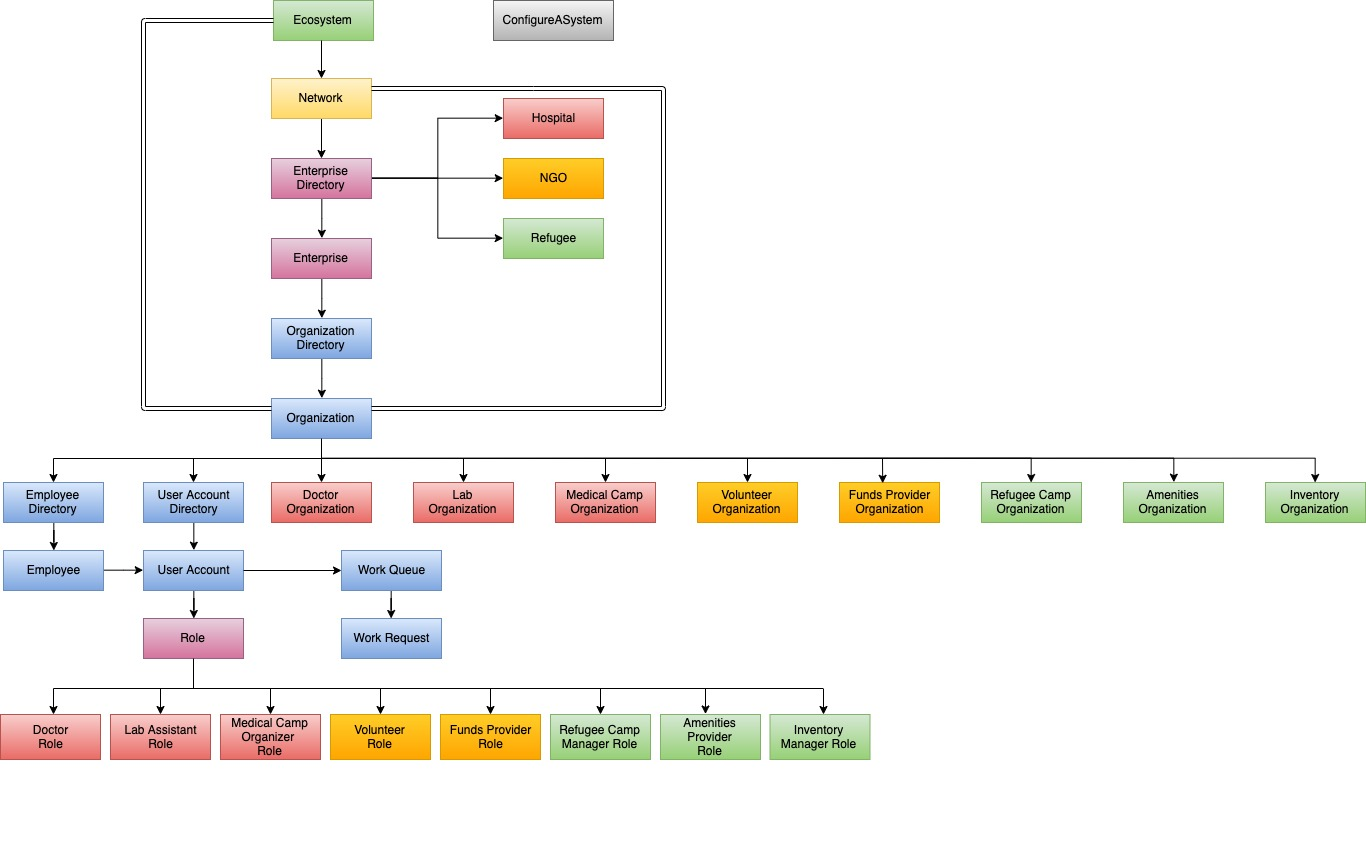 Ecosystem
ConfigureASystem
Network
Hospital
Enterprise
Directory
NGO
Refugee
Enterprise
Organization
Directory
Organization
Employee
Directory
User Account
Directory
Doctor
Organization
Lab
Organization
Medical Camp
Organization
Volunteer
Organization
Funds Provider
Organization
Refugee Camp
Organization
Amenities
Organization
Inventory
Organization
Employee
User Account
Work Queue
Role
Work Request
Doctor
Role
Lab Assistant
Role
Medical Camp
Organizer
Role
Volunteer
Role
Funds Provider
Role
Refugee Camp
Manager Role
Amenities
Provider
Role
Inventory
Manager Role